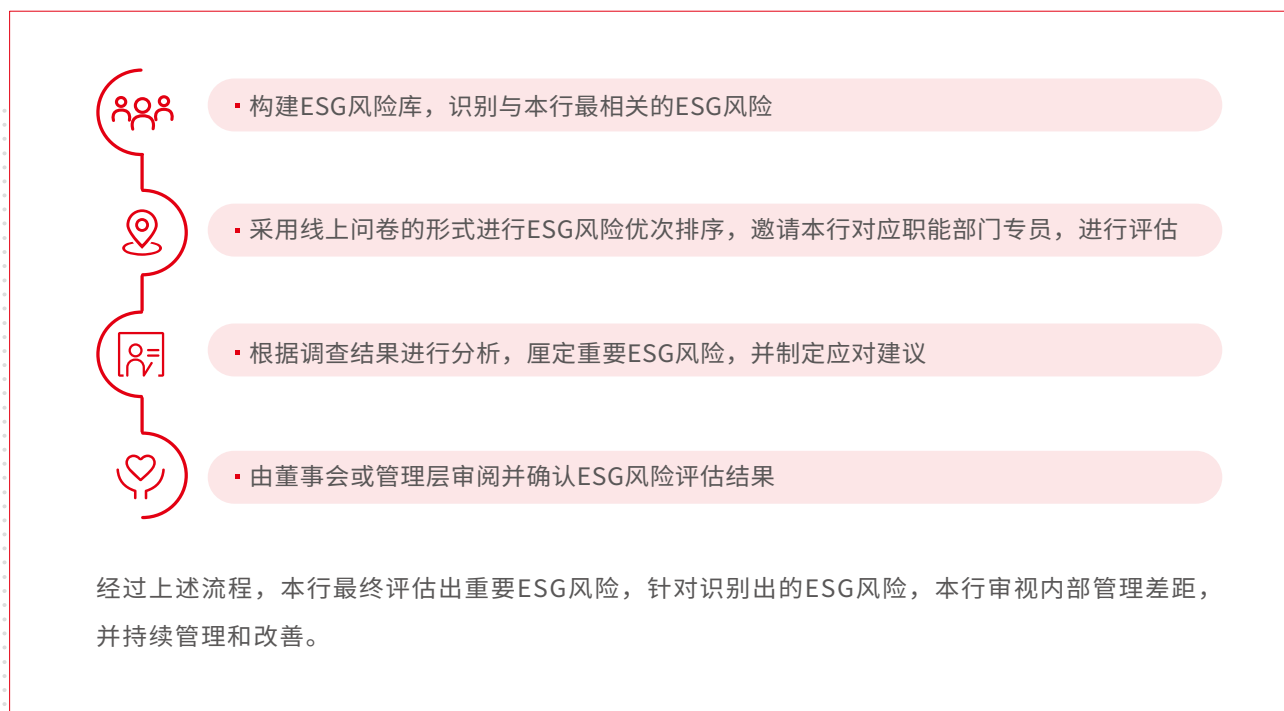 ▪ 构建ESG风险库，识别与本行最相关的ESG风险
▪ 采用线上问卷的形式进行ESG风险优次排序，邀请本行对应职能部门专员，进行评估
▪ 根据调查结果进行分析，厘定重要ESG风险，并制定应对建议
▪ 由董事会或管理层审阅并确认ESG风险评估结果
经过上述流程，本行最终评估出重要ESG风险，针对识别出的ESG风险，本行审视内部管理差距，
并持续管理和改善。